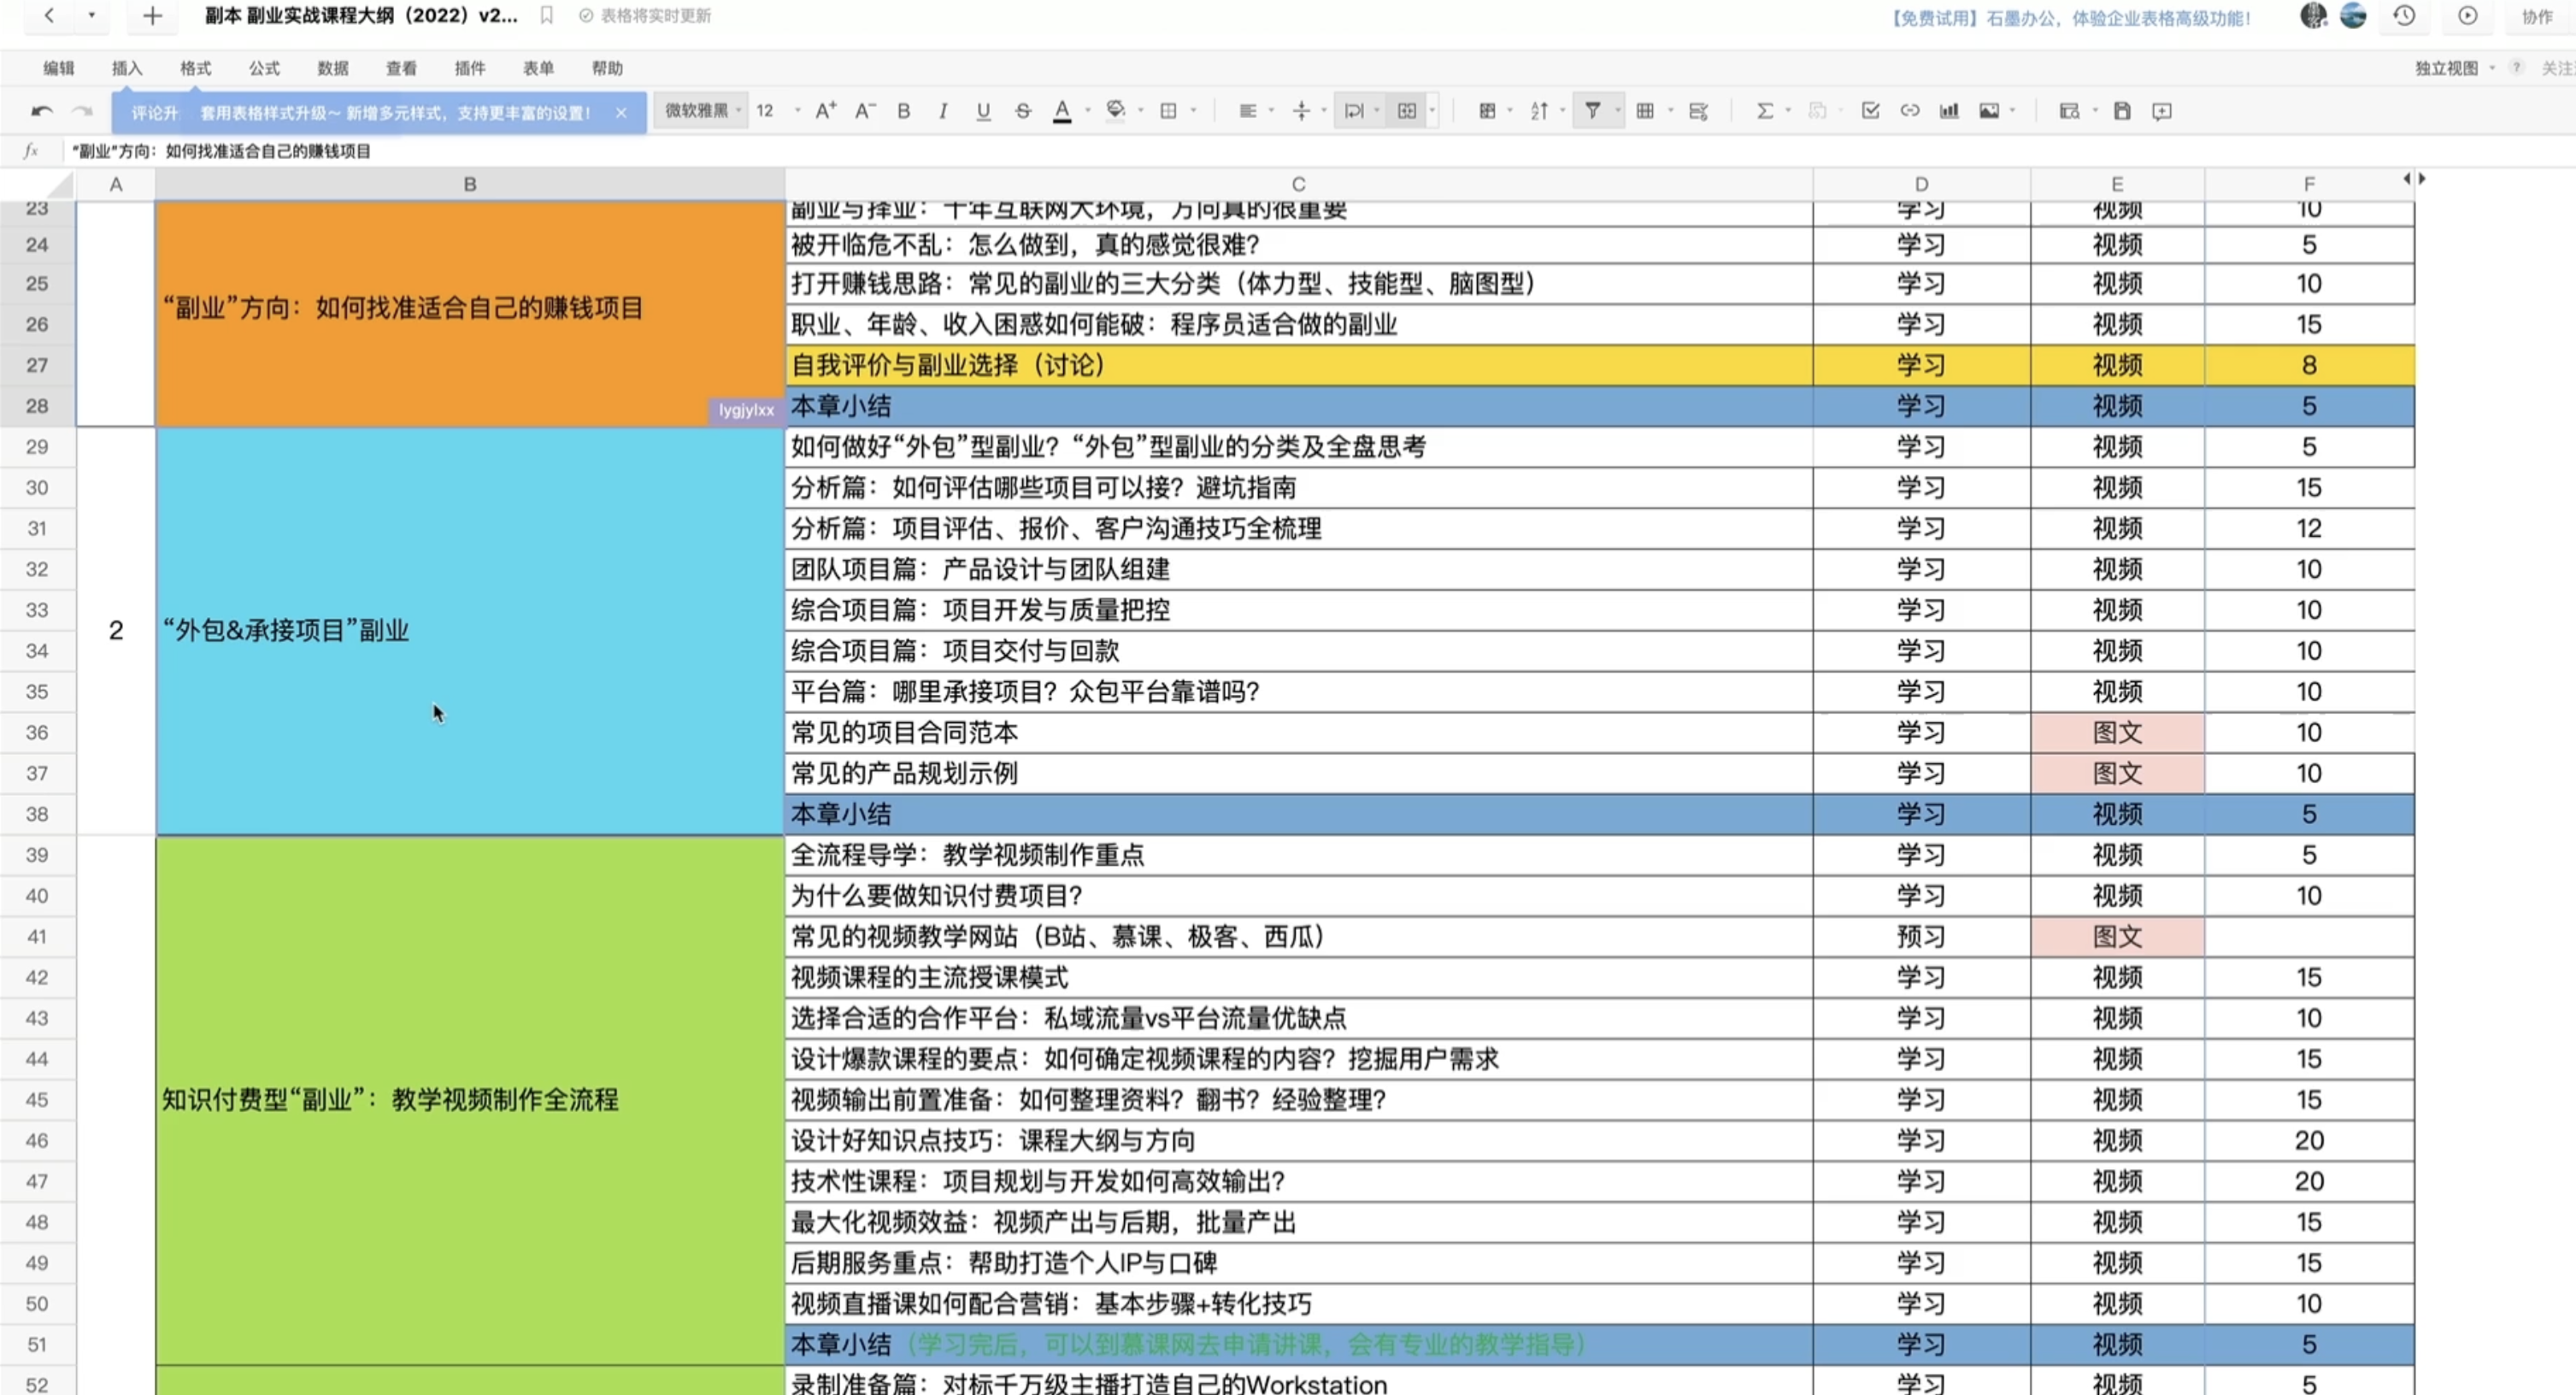 副本 副业实战课程大纲（2022）v2...
表格将实时更新
【免费试用】石墨办公，体验企业表格高级功能！
协作
编辑 插入 格式 公式 数据 查看 插件 表单 帮助
独立视图 ? 关注
评论升 套用表格样式升级～ 新增多元样式，支持更丰富的设置！ ×
微软雅黑 12 A+ A- B I U S A
fx “副业”方向：如何找准适合自己的赚钱项目
A B C D E F
23 副业与择业：十年互联网大环境，方向真的很重要 学习 视频 10
24 被开临危不乱：怎么做到，真的感觉很难？ 学习 视频 5
25 打开赚钱思路：常见的副业的三大分类（体力型、技能型、脑图型） 学习 视频 10
“副业”方向：如何找准适合自己的赚钱项目
26 职业、年龄、收入困惑如何能破：程序员适合做的副业 学习 视频 15
27 自我评价与副业选择（讨论） 学习 视频 8
28 lygjylxx 本章小结 学习 视频 5
29 如何做好“外包”型副业？“外包”型副业的分类及全盘思考 学习 视频 5
30 分析篇：如何评估哪些项目可以接？避坑指南 学习 视频 15
31 分析篇：项目评估、报价、客户沟通技巧全梳理 学习 视频 12
32 团队项目篇：产品设计与团队组建 学习 视频 10
33 综合项目篇：项目开发与质量把控 学习 视频 10
2 “外包&承接项目”副业
34 综合项目篇：项目交付与回款 学习 视频 10
35 平台篇：哪里承接项目？众包平台靠谱吗？ 学习 视频 10
36 常见的项目合同范本 学习 图文 10
37 常见的产品规划示例 学习 图文 10
38 本章小结 学习 视频 5
39 全流程导学：教学视频制作重点 学习 视频 5
40 为什么要做知识付费项目？ 学习 视频 10
41 常见的视频教学网站（B站、慕课、极客、西瓜） 预习 图文
42 视频课程的主流授课模式 学习 视频 15
43 选择合适的合作平台：私域流量vs平台流量优缺点 学习 视频 10
44 设计爆款课程的要点：如何确定视频课程的内容？挖掘用户需求 学习 视频 15
45 知识付费型“副业”：教学视频制作全流程 视频输出前置准备：如何整理资料？翻书？经验整理？ 学习 视频 15
46 设计好知识点技巧：课程大纲与方向 学习 视频 20
47 技术性课程：项目规划与开发如何高效输出？ 学习 视频 20
48 最大化视频效益：视频产出与后期，批量产出 学习 视频 15
49 后期服务重点：帮助打造个人IP与口碑 学习 视频 15
50 视频直播课如何配合营销：基本步骤+转化技巧 学习 视频 10
51 本章小结（学习完后，可以到慕课网去申请讲课，会有专业的教学指导） 学习 视频 5
52 录制准备篇：对标千万级主播打造自己的Workstation 学习 视频 5